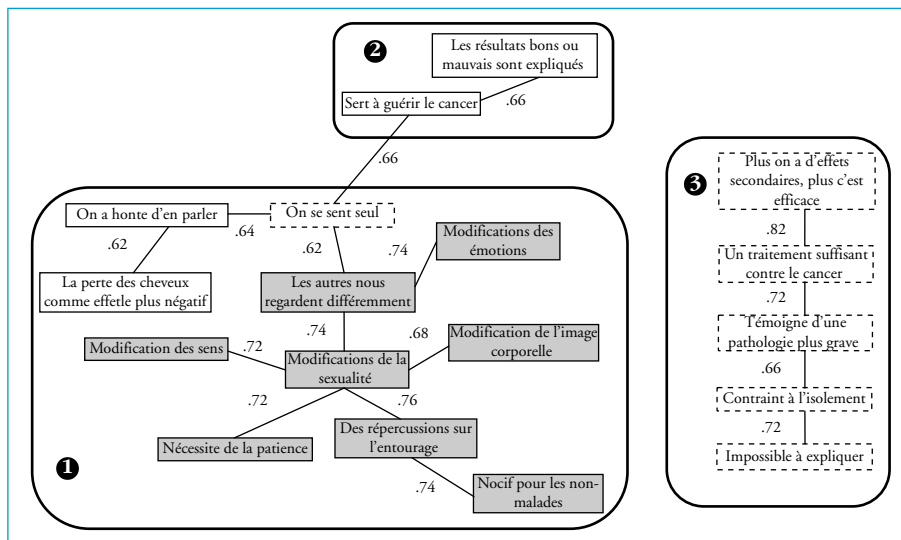 2
Les résultats bons ou
mauvais sont expliqués
.66
Sert à guérir le cancer
.66
1
On a honte d'en parler
.64
On se sent seul
.62
.62
.74
Modifications des
émotions
La perte des cheveux
comme effetle plus négatif
Les autres nous
regardent différemment
.74
.68
Modification de l'image
corporelle
Modification des sens
.72
Modifications de la
sexualité
.72
.76
Nécessite de la patience
Des répercussions sur
l'entourage
.74
Nocif pour les non-
malades
3
Plus on a d'effets
secondaires, plus c'est
efficace
.82
Un traitement suffisant
contre le cancer
.72
Témoigne d'une
pathologie plus grave
.66
Contraint à l'isolement
.72
Impossible à expliquer